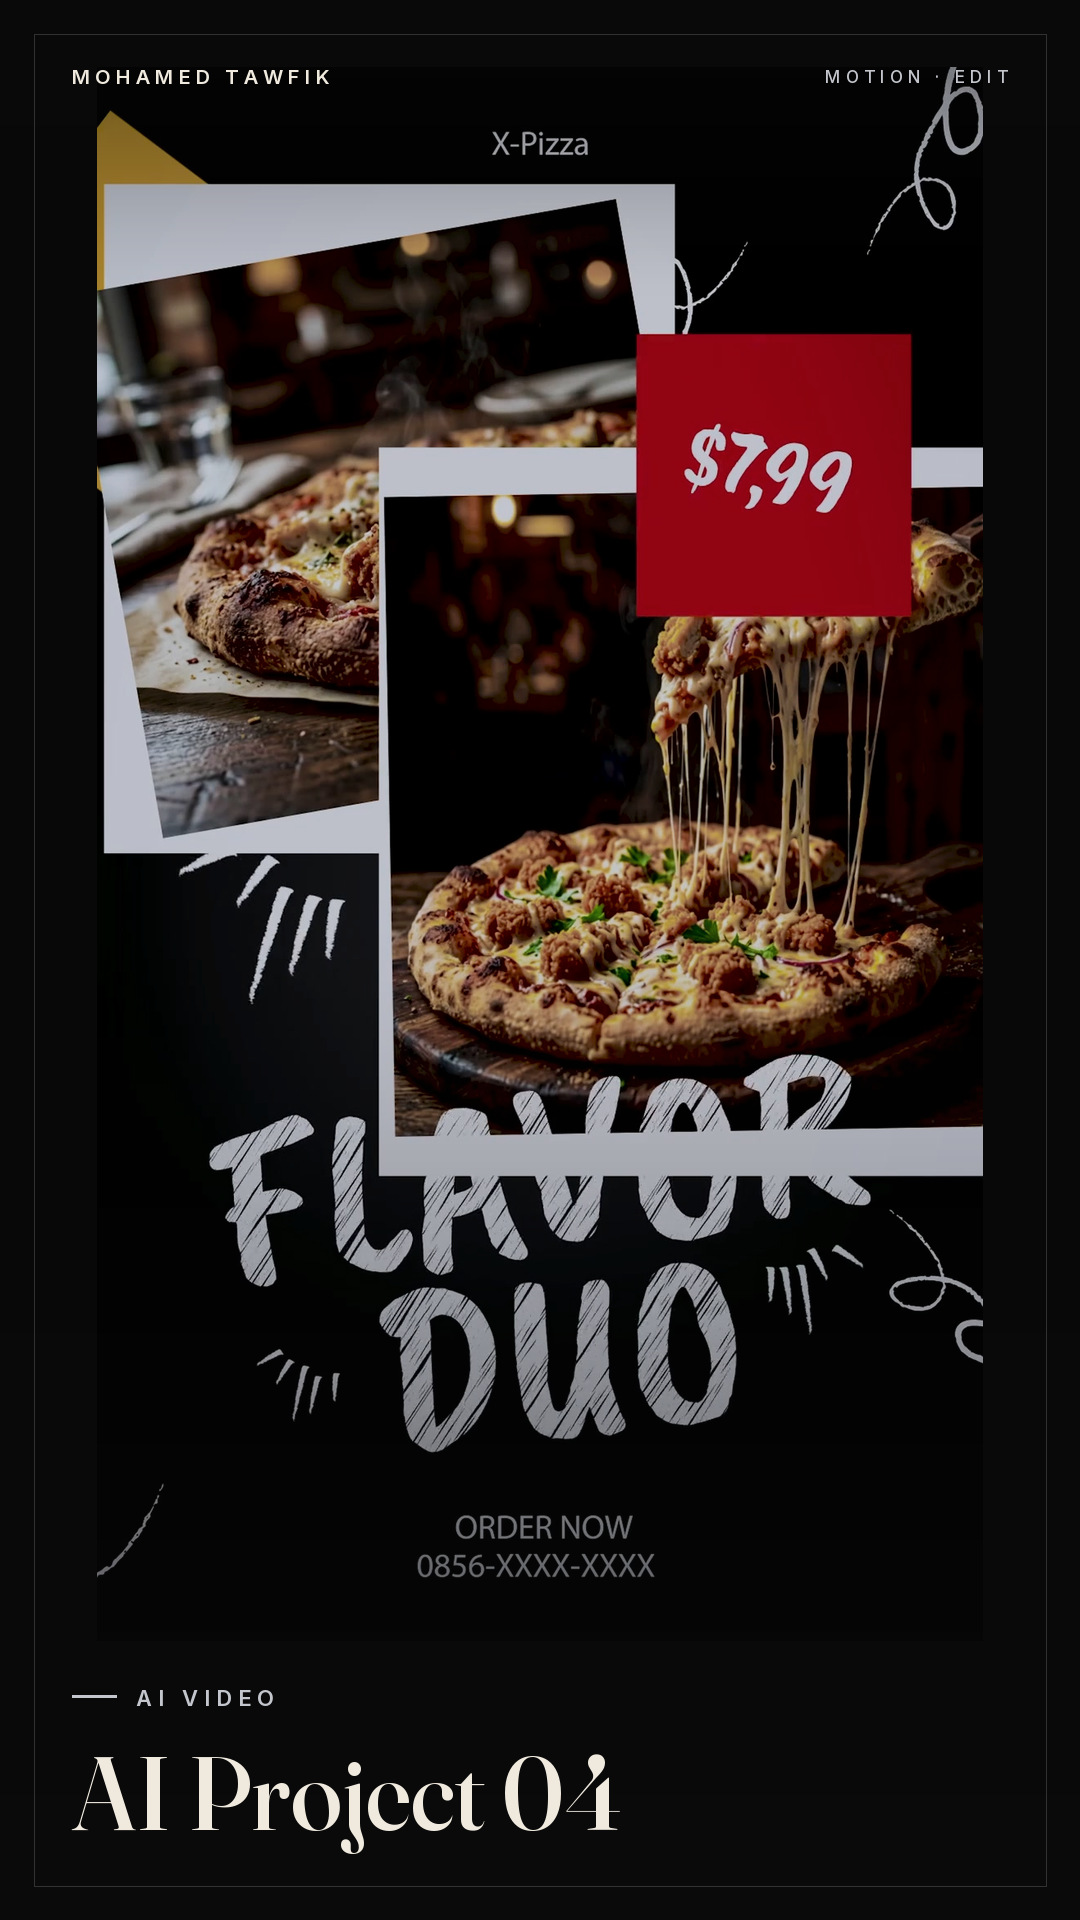 MOHAMED TAWFIK
MOTION · EDIT
X-Pizza
$7,99
FLAVOR
DUO
ORDER NOW
0856-XXXX-XXXX
AI VIDEO
AI Project 04